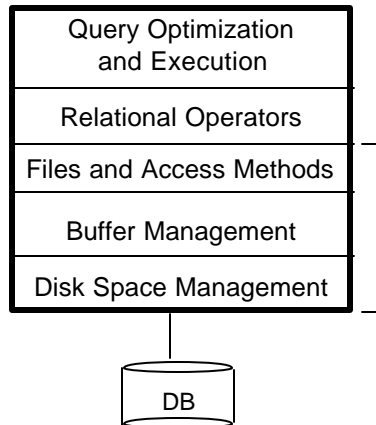 Query Optimization
and Execution
Relational Operators
Files and Access Methods
Buffer Management
Disk Space Management
DB